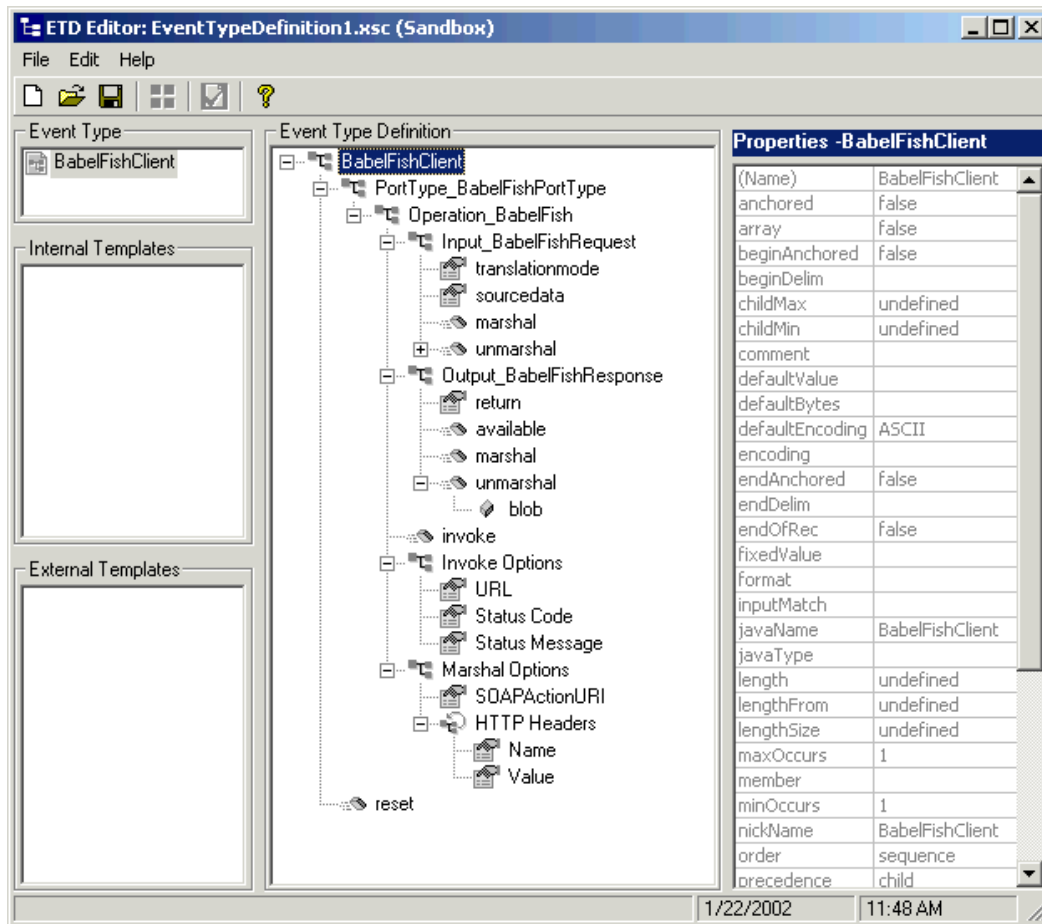 ETD Editor: EventTypeDefinition1.xsc (Sandbox)
File Edit Help
Event Type
BabelFishClient
Internal Templates
External Templates
Event Type Definition
BabelFishClient
PortType_BabelFishPortType
Operation_BabelFish
Input_BabelFishRequest
translationmode
sourcedata
marshal
unmarshal
Output_BabelFishResponse
return
available
marshal
unmarshal
blob
invoke
Invoke Options
URL
Status Code
Status Message
Marshal Options
SOAPActionURI
HTTP Headers
Name
Value
reset
Properties -BabelFishClient
(Name) BabelFishClient
anchored false
array false
beginAnchored false
beginDelim
childMax undefined
childMin undefined
comment
defaultValue
defaultBytes
defaultEncoding ASCII
encoding
endAnchored false
endDelim
endOfRec false
fixedValue
format
inputMatch
javaName BabelFishClient
javaType
length undefined
lengthFrom undefined
lengthSize undefined
maxOccurs 1
member
minOccurs 1
nickName BabelFishClient
order sequence
precedence child
1/22/2002 11:48 AM